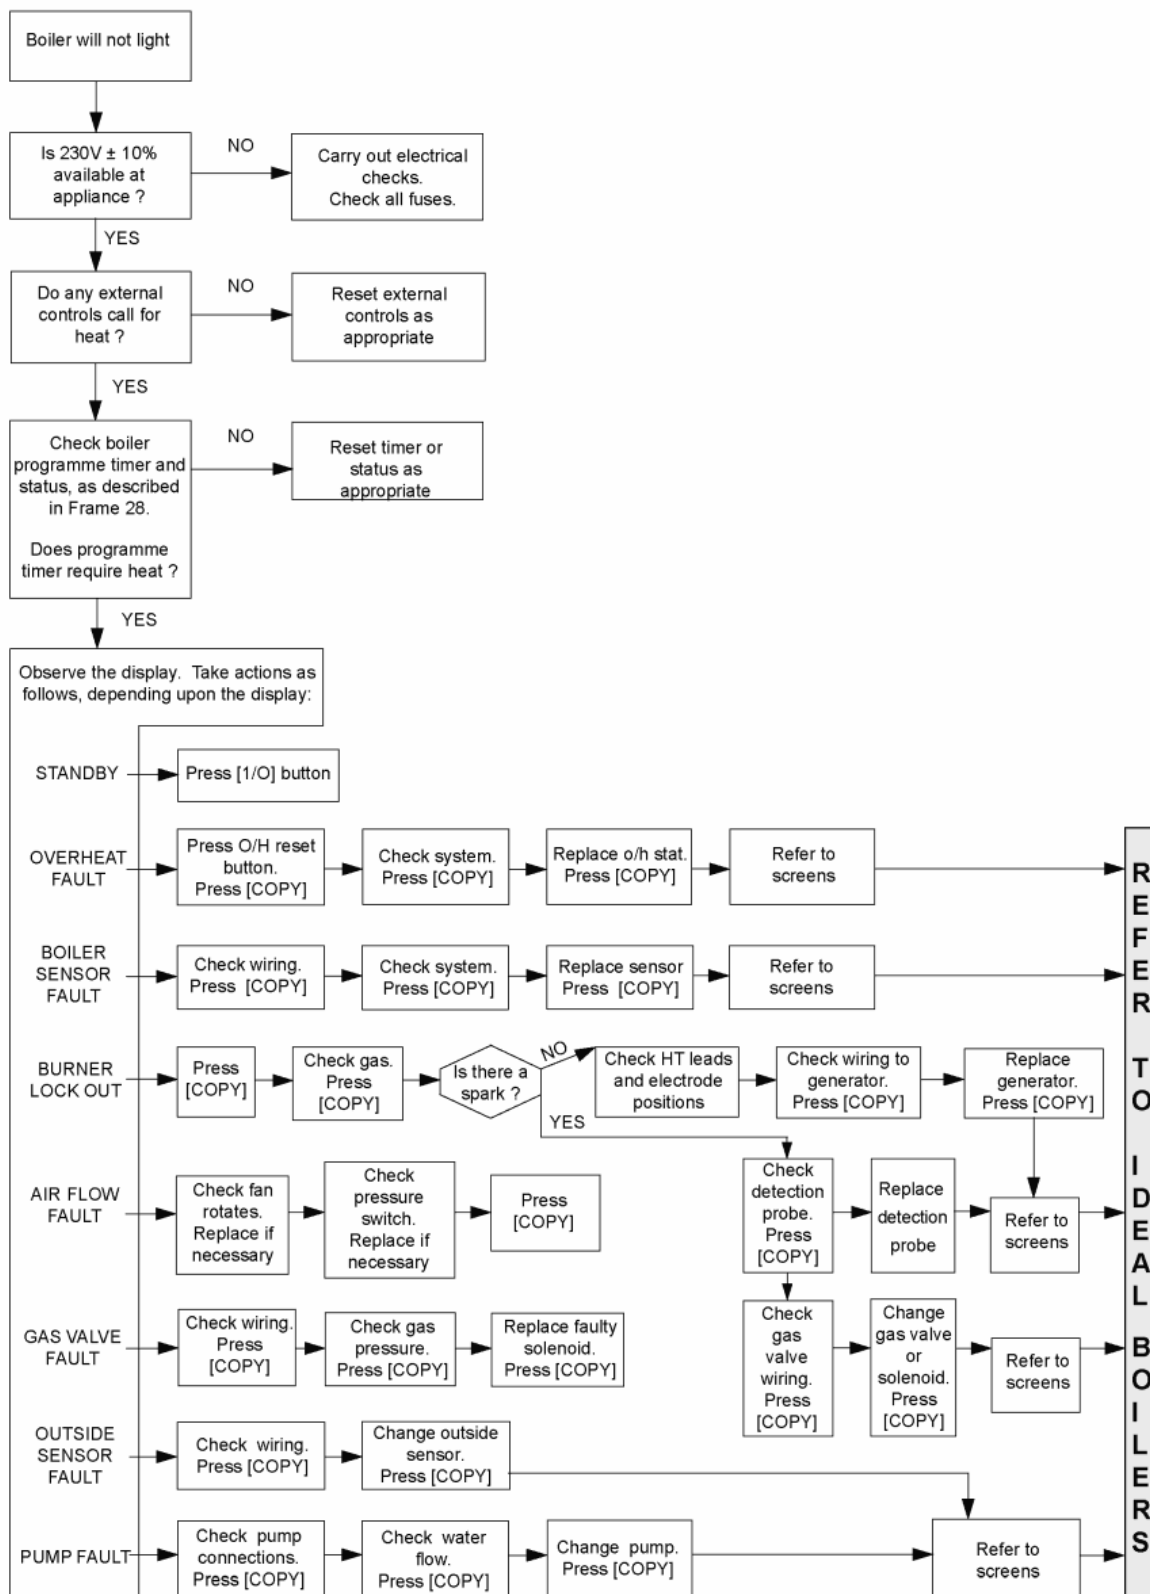 Boiler will not light
Is 230V ± 10%
available at
appliance ?
NO
Carry out electrical
checks.
Check all fuses.
YES
Do any external
controls call for
heat ?
NO
Reset external
controls as
appropriate
YES
Check boiler
programme timer and
status, as described
in Frame 28.
Does programme
timer require heat ?
NO
Reset timer or
status as
appropriate
YES
Observe the display. Take actions as
follows, depending upon the display:
STANDBY
Press [1/O] button
OVERHEAT
FAULT
Press O/H reset
button.
Press [COPY]
Check system.
Press [COPY]
Replace o/h stat.
Press [COPY]
Refer to
screens
BOILER
SENSOR
FAULT
Check wiring.
Press [COPY]
Check system.
Press [COPY]
Replace sensor
Press [COPY]
Refer to
screens
BURNER
LOCK OUT
Press
[COPY]
Check gas.
Press
[COPY]
Is there a
spark ?
NO
Check HT leads
and electrode
positions
Check wiring to
generator.
Press [COPY]
Replace
generator.
Press [COPY]
YES
Check
detection
probe.
Press
[COPY]
Replace
detection
probe
Refer to
screens
AIR FLOW
FAULT
Check fan
rotates.
Replace if
necessary
Check
pressure
switch.
Replace if
necessary
Press
[COPY]
Check
gas
valve
wiring.
Press
[COPY]
Change
gas valve
or
solenoid.
Press
[COPY]
Refer to
screens
GAS VALVE
FAULT
Check wiring.
Press
[COPY]
Check gas
pressure.
Press [COPY]
Replace faulty
solenoid.
Press [COPY]
OUTSIDE
SENSOR
FAULT
Check wiring.
Press [COPY]
Change outside
sensor.
Press [COPY]
PUMP FAULT
Check pump
connections.
Press [COPY]
Check water
flow.
Press [COPY]
Change pump.
Press [COPY]
Refer to
screens
REFER TO IDEAL BOILERS